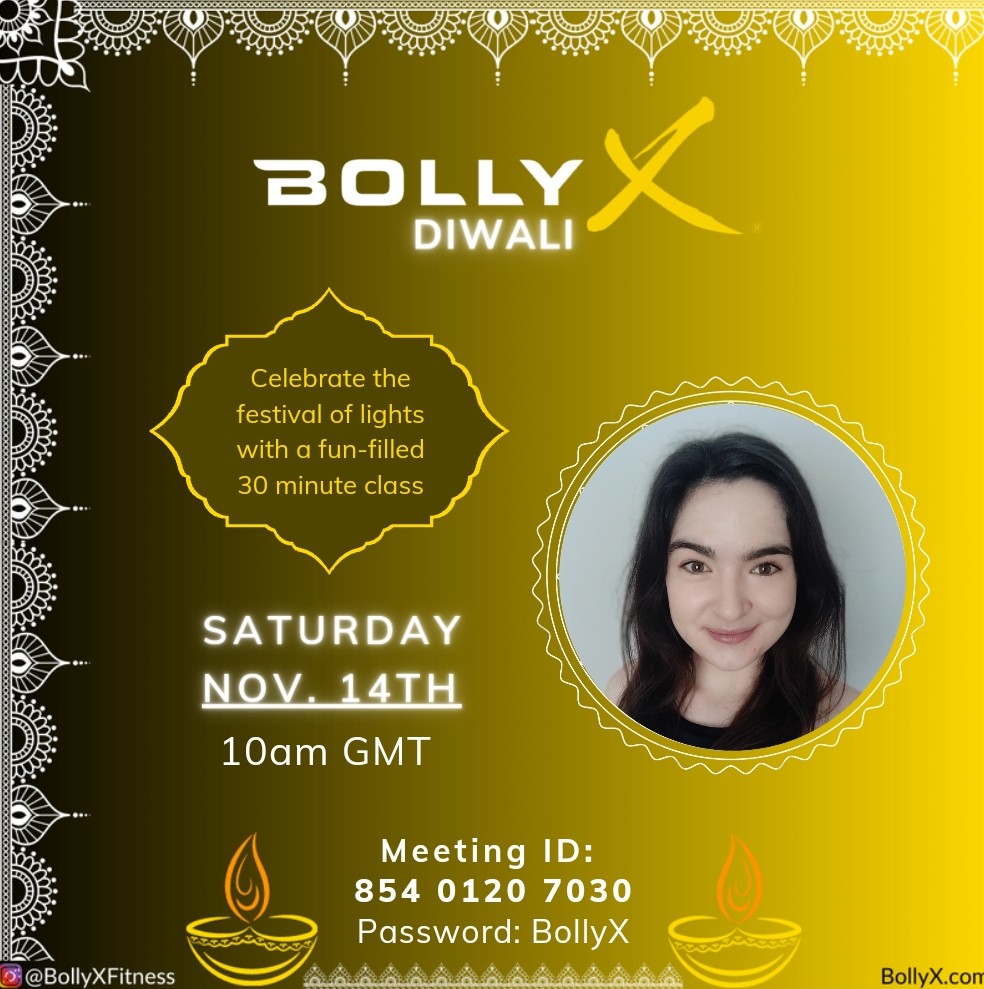 BOLLYX
DIWALI
Celebrate the
festival of lights
with a fun-filled
30 minute class
SATURDAY
NOV. 14TH
10am GMT
Meeting ID:
854 0120 7030
Password: BollyX
@BollyXFitness
BollyX.com